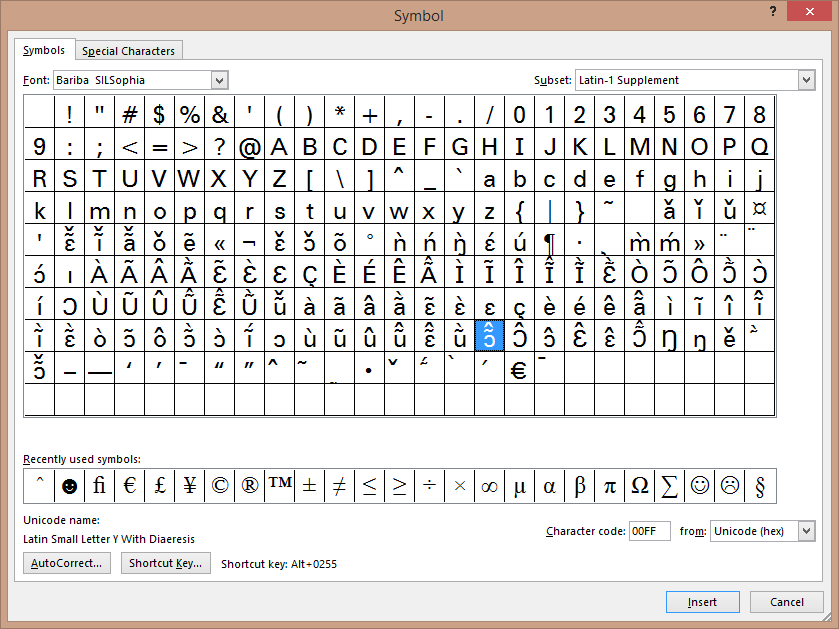 Symbol ? ×
Symbols Special Characters
Font: Bariba SILSophia Subset: Latin-1 Supplement
! " # $ % & ' ( ) * + , - . / 0 1 2 3 4 5 6 7 8
9 : ; < = > ? @ A B C D E F G H I J K L M N O P Q
R S T U V W X Y Z [ \ ] ^ _ ` a b c d e f g h i j
k l m n o p q r s t u v w x y z { | } ~ ǎ ǐ ǔ ¤
' ɛ̃̌ ĩ̌ ã̌ ǒ ẽ « ¬ ɛ̌ ɔ̌ õ ° ǹ ń ŋ̀ ɛ́ ú ¶ · m̀ ḿ » ¨ ¨
ɔ́ ı À Ã Â Ã̀ Ɛ̃ Ɛ̀ Ɛ Ç È É Ê Ã̂ Ì Ĩ Î Ĩ̂ Ĩ̀ Ɛ̃̀ Ò Ɔ̃ Ô Ɔ̃̀ Ɔ̀
í Ɔ Ù Ũ Û Ũ̂ Ɛ̃̂ Ũ̀ ũ̌ à ã â ã̀ ɛ̃ ɛ̀ ɛ ç è é ê ã̂ ì ĩ î ĩ̂
ĩ̀ ɛ̃̀ ò ɔ̃ ô ɔ̃̀ ɔ̀ ĩ́ ɔ ù ũ û ũ̂ ɛ̃̂ ũ̀ ɔ̃̂ Ɔ̂ ɔ̂ Ɛ̂ ɛ̂ Ɔ̃̂ Ŋ ŋ ě
ɔ̃̌ – — ‘ ’ ¯ “ ” ˆ ˜ • ˇ ` ´ € ¯
Recently used symbols:
ˆ ☻ ﬁ € £ ¥ © ® ™ ± ≠ ≤ ≥ ÷ × ∞ µ α β π Ω ∑ ☺ ☹ §
Unicode name:
Latin Small Letter Y With Diaeresis
Character code: 00FF from: Unicode (hex)
AutoCorrect... Shortcut Key... Shortcut key: Alt+0255
Insert Cancel